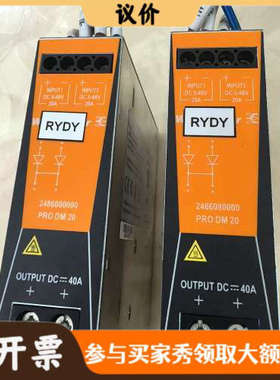 议价
INPUT1 INPUT2
DC 5-48V DC 5-48V
20A 20A
RYDY
2486080000
PRO DM 20
OUTPUT DC 40A
INPUT1 INPUT2
DC 5-48V DC 5-48V
20A 20A
RYDY
2486080000
PRO DM 20
OUTPUT DC 40A
开票
参与买家秀领取大额